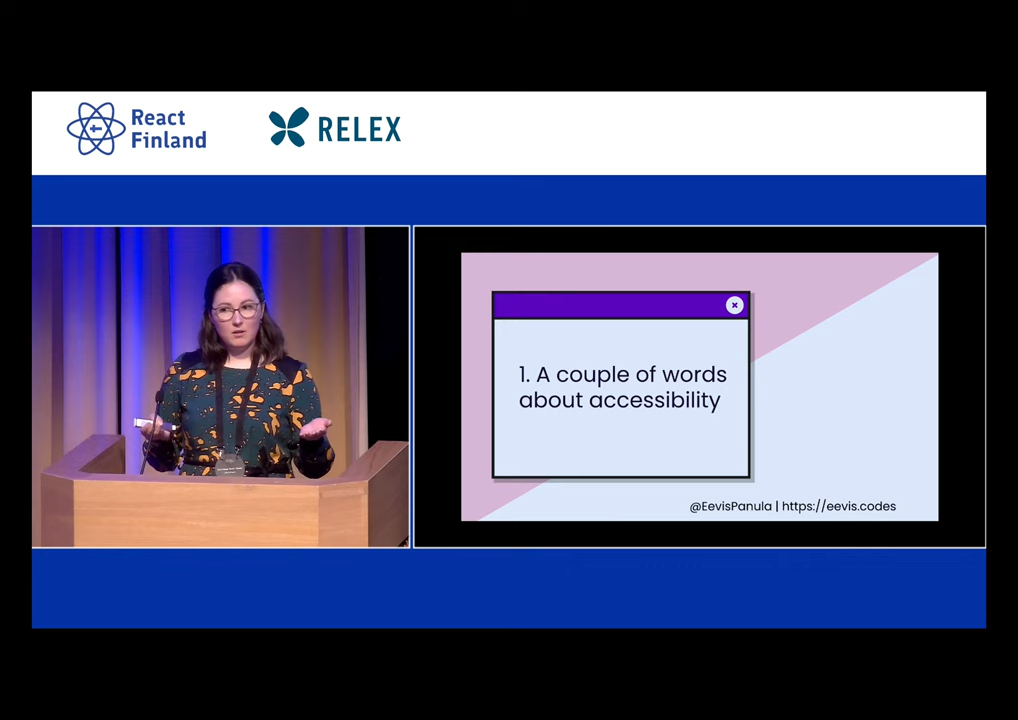 React
Finland
RELEX
1. A couple of words
about accessibility
@EevisPanula | https://eevis.codes